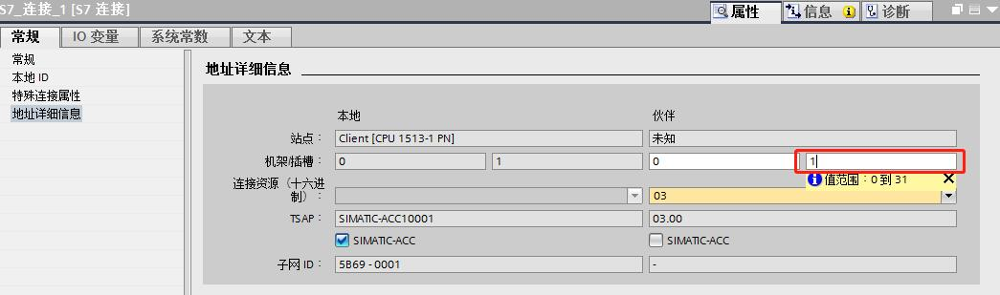 S7_连接_1 [S7 连接]
属性 信息 诊断
常规 IO 变量 系统常数 文本
常规
本地 ID
特殊连接属性
地址详细信息
地址详细信息
本地 伙伴
站点： Client [CPU 1513-1 PN] 未知
机架/插槽： 0 1 0 1
值范围：0 到 31
连接资源（十六进
制）： 03
TSAP： SIMATIC-ACC10001 03.00
SIMATIC-ACC SIMATIC-ACC
子网 ID： 5B69 - 0001 -